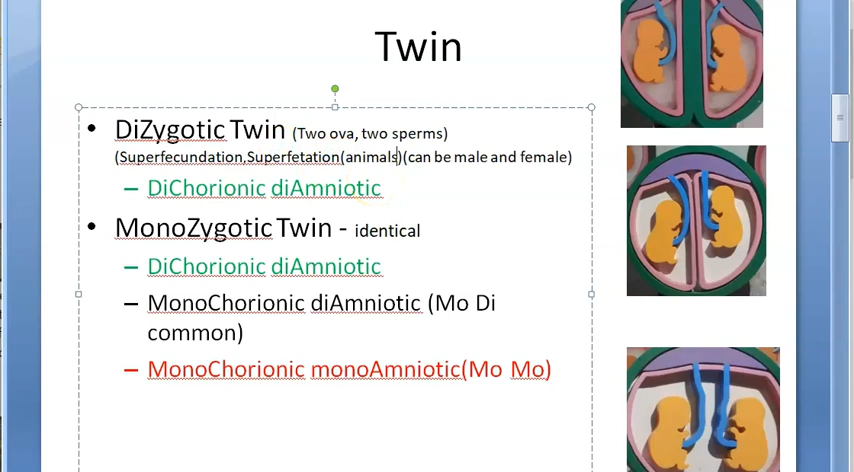 Twin
• DiZygotic Twin (Two ova, two sperms)
(Superfecundation,Superfetation(animals)(can be male and female)
– DiChorionic diAmniotic
• MonoZygotic Twin - identical
– DiChorionic diAmniotic
– MonoChorionic diAmniotic (Mo Di
common)
– MonoChorionic monoAmniotic(Mo Mo)